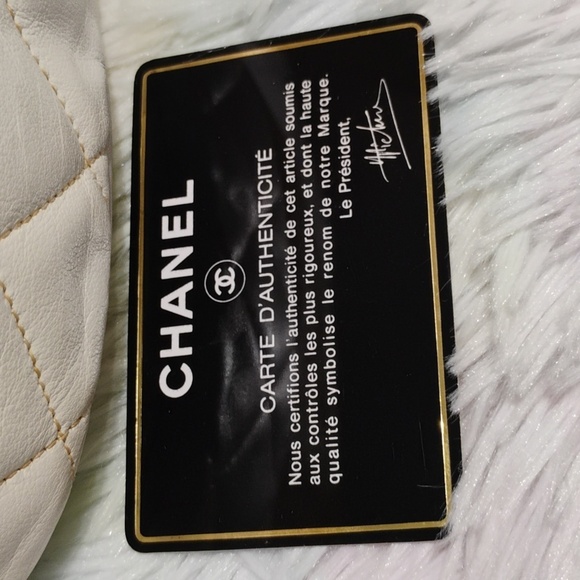 CHANEL
CARTE D'AUTHENTICITÉ
Nous certifions l'authenticité de cet article soumis
aux contrôles les plus rigoureux, et dont la haute
qualité symbolise le renom de notre Marque.
Le Président,